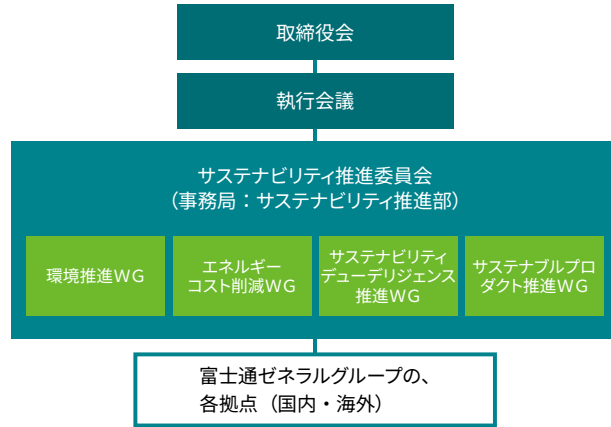 取締役会
執行会議
サステナビリティ推進委員会
（事務局：サステナビリティ推進部）
環境推進WG
エネルギー
コスト削減WG
サステナビリティ
デューデリジェンス
推進WG
サステナブルプロ
ダクト推進WG
富士通ゼネラルグループの、
各拠点（国内・海外）